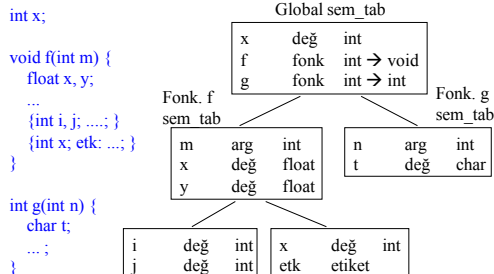 int x;
void f(int m) {
float x, y;
...
{int i, j; ....; }
{int x; etk: ...; }
}
int g(int n) {
char t;
... ;
}
Global sem_tab
x değ int
f fonk int → void
g fonk int → int
Fonk. f
sem_tab
m arg int
x değ float
y değ float
Fonk. g
sem_tab
n arg int
t değ char
i değ int
j değ int
x değ int
etk etiket